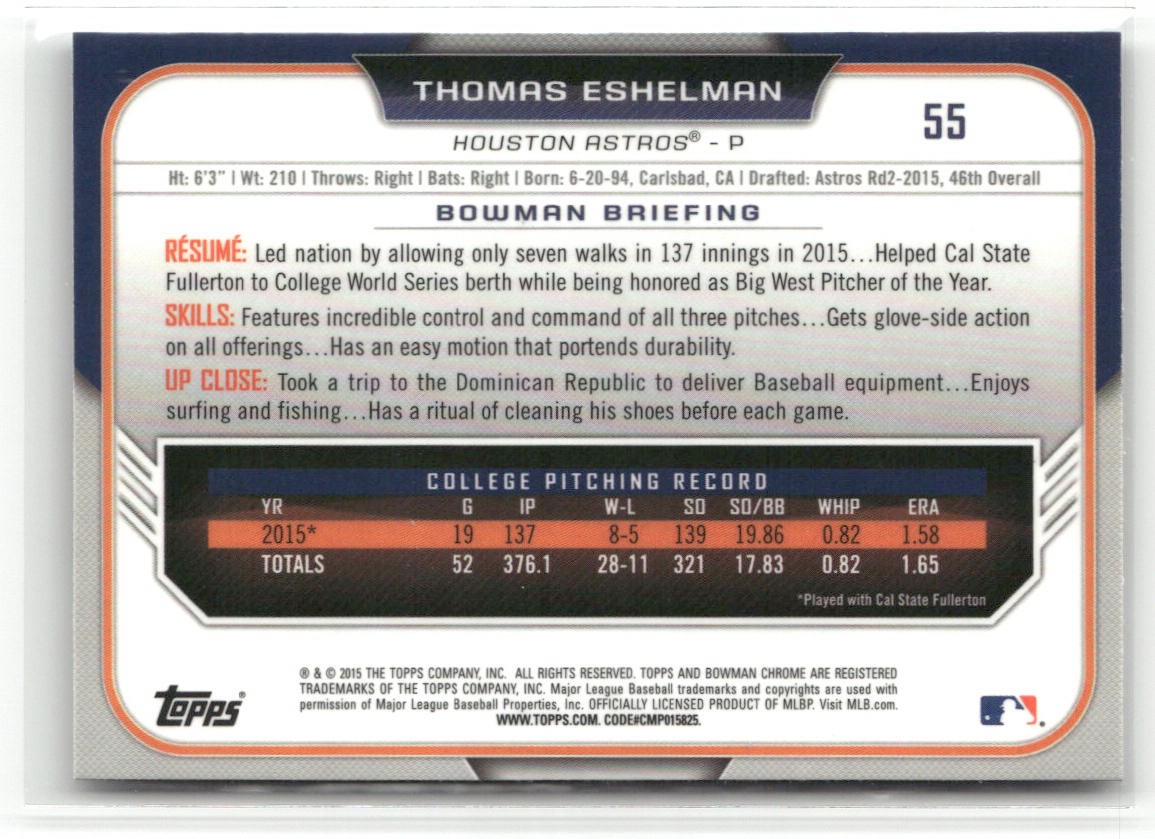 THOMAS ESHELMAN
55
HOUSTON ASTROS® - P
Ht: 6'3" | Wt: 210 | Throws: Right | Bats: Right | Born: 6-20-94, Carlsbad, CA | Drafted: Astros Rd2-2015, 46th Overall
BOWMAN BRIEFING
RÉSUMÉ: Led nation by allowing only seven walks in 137 innings in 2015...Helped Cal State
Fullerton to College World Series berth while being honored as Big West Pitcher of the Year.
SKILLS: Features incredible control and command of all three pitches...Gets glove-side action
on all offerings...Has an easy motion that portends durability.
UP CLOSE: Took a trip to the Dominican Republic to deliver Baseball equipment...Enjoys
surfing and fishing...Has a ritual of cleaning his shoes before each game.
COLLEGE PITCHING RECORD
YR G IP W-L SO SO/BB WHIP ERA
2015* 19 137 8-5 139 19.86 0.82 1.58
TOTALS 52 376.1 28-11 321 17.83 0.82 1.65
*Played with Cal State Fullerton
® & © 2015 THE TOPPS COMPANY, INC. ALL RIGHTS RESERVED. TOPPS AND BOWMAN CHROME ARE REGISTERED
TRADEMARKS OF THE TOPPS COMPANY, INC. Major League Baseball trademarks and copyrights are used with
permission of Major League Baseball Properties, Inc. OFFICIALLY LICENSED PRODUCT OF MLBP. Visit MLB.com.
WWW.TOPPS.COM. CODE#CMP015825.
Topps®